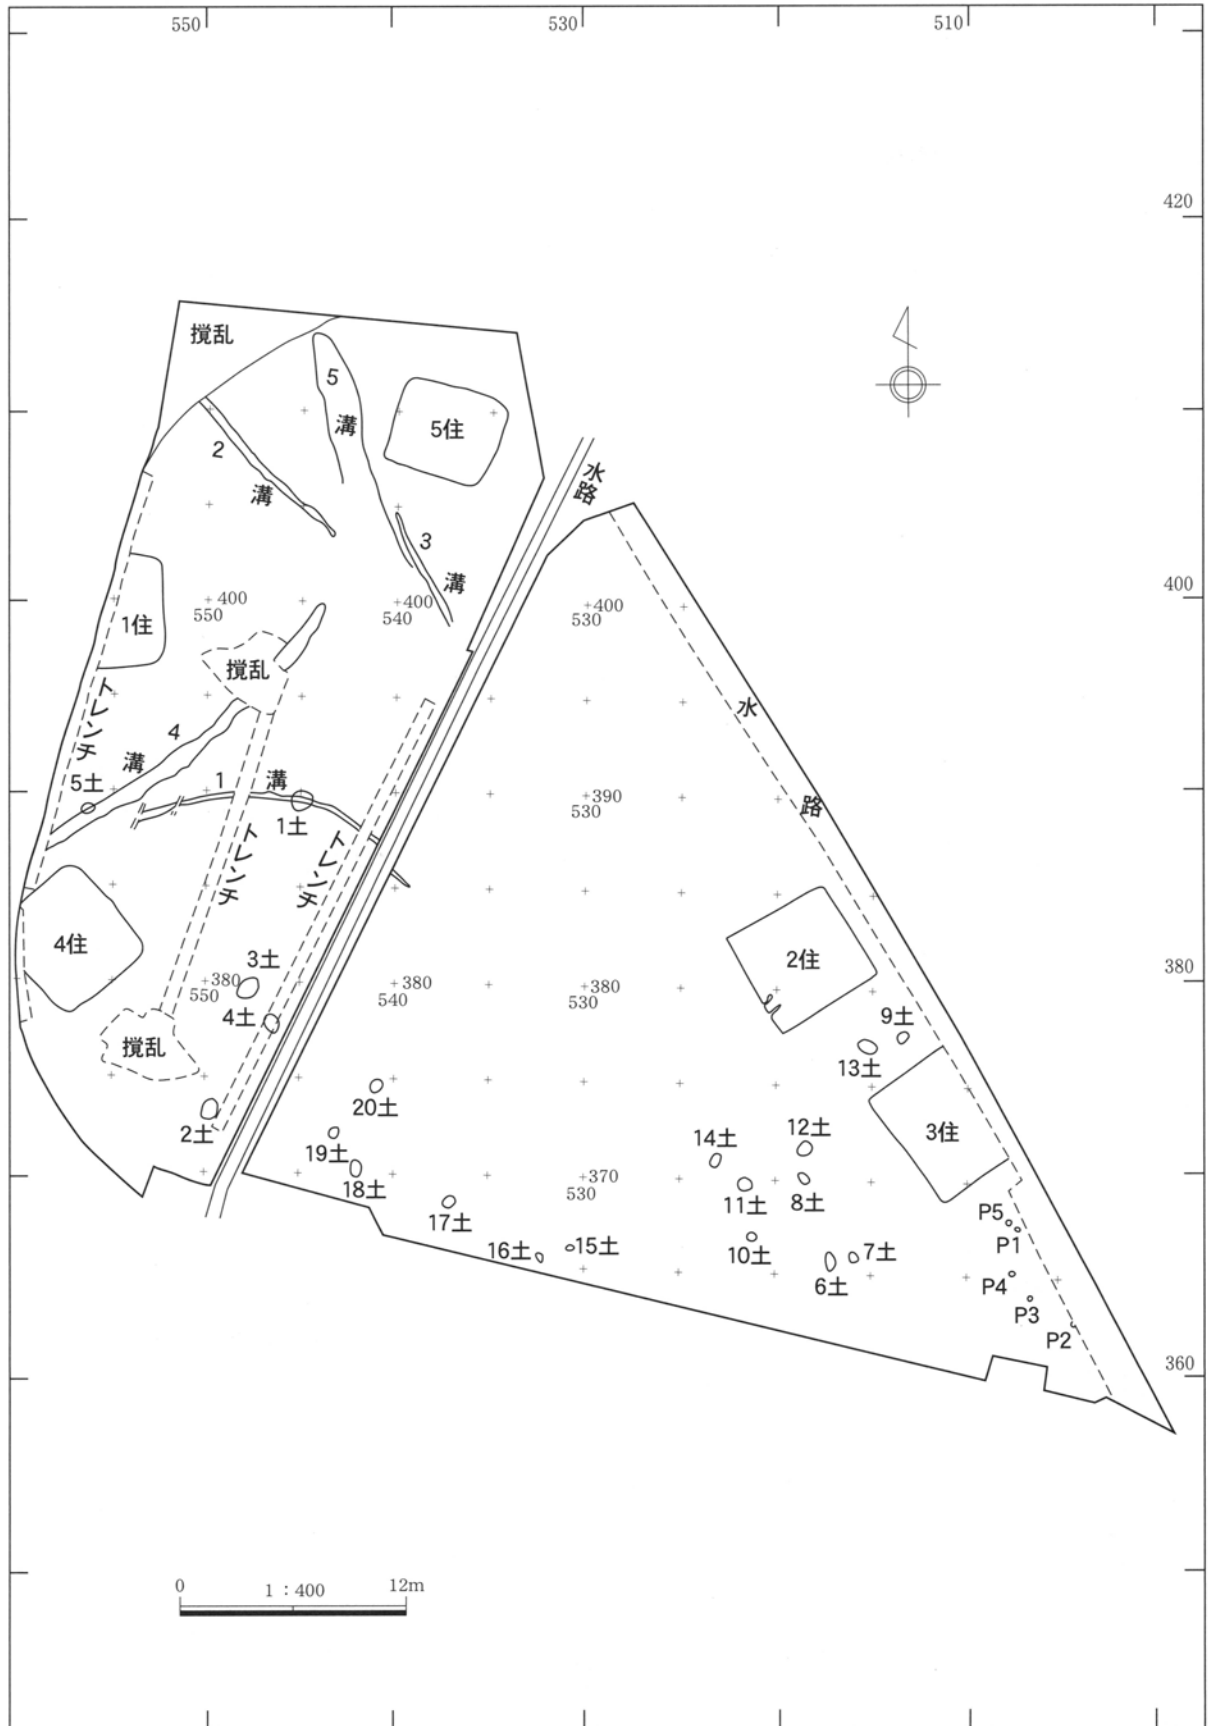 550
530
510
420
撹乱
5
溝
5住
2
溝
水路
3
溝
400
550
400
540
400
530
400
1住
撹乱
水路
トレンチ
4
溝
5土
1
溝
1土
390
530
トレンチ
トレンチ
4住
3土
380
550
4土
380
540
380
530
2住
380
9土
13土
撹乱
2土
20土
19土
18土
17土
16土
15土
370
530
14土
12土
11土
8土
10土
7土
6土
3住
P5
P1
P4
P3
P2
360
0
1 : 400
12m